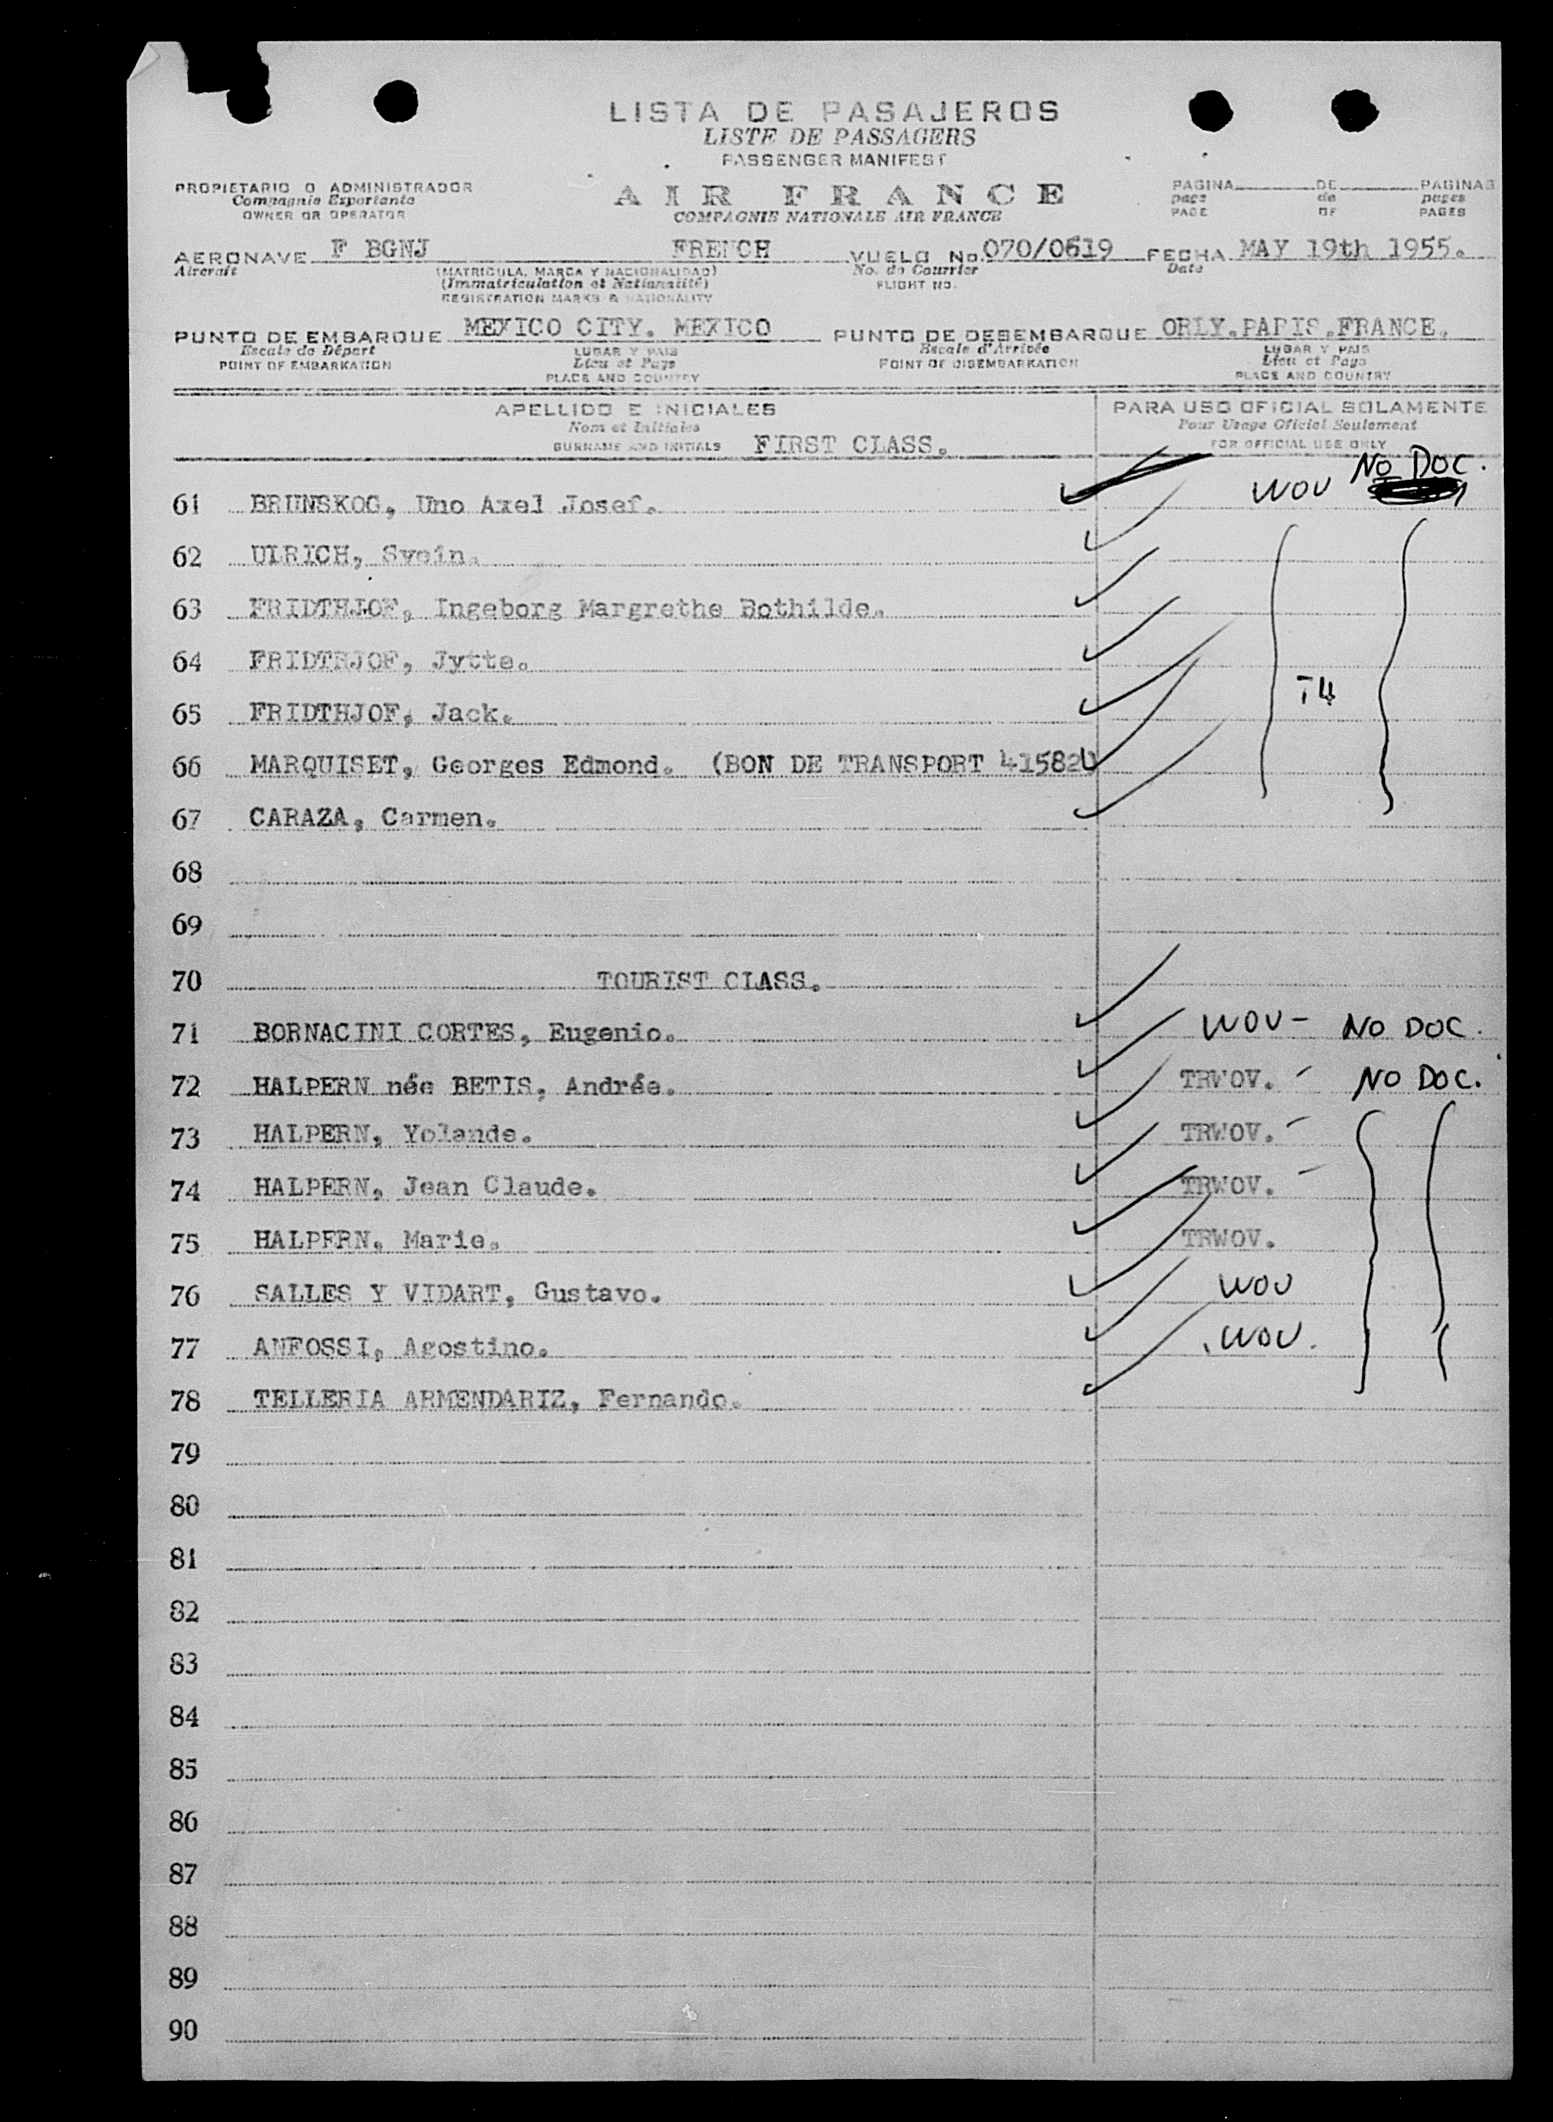 LISTA DE PASAJEROS
LISTE DE PASSAGERS
PASSENGER MANIFEST
PROPIETARIO O ADMINISTRADOR
Compagnie Exportante
OWNER OR OPERATOR
AIR FRANCE
COMPAGNIE NATIONALE AIR FRANCE
PAGINA DE PAGINAS
page de pages
PAGE OF PAGES
AERONAVE F BGNJ FRENCH VUELO No. 070/0619 FECHA MAY 19th 1955.
Aircraft (MATRICULA, MARCA Y NACIONALIDAD) No. de Courrier Date
(Immatriculation et Nationalité) FLIGHT NO.
REGISTRATION MARKS & NATIONALITY
PUNTO DE EMBARQUE MEXICO CITY. MEXICO PUNTO DE DESEMBARQUE ORLY.PARIS.FRANCE.
Escale de Départ LUGAR Y PAIS Escale d'Arrivée LUGAR Y PAIS
POINT OF EMBARKATION Lieu et Pays POINT OF DISEMBARKATION Lieu et Pays
PLACE AND COUNTRY PLACE AND COUNTRY
APELLIDO E INICIALES PARA USO OFICIAL SOLAMENTE
Nom et Initiales Pour Usage Oficial Seulement
SURNAME AND INITIALS FIRST CLASS. FOR OFFICIAL USE ONLY
61 BRUNSKOG, Uno Axel Josef. WOV NO DOC.
62 ULRICH, Svein.
63 FRIDTHJOF, Ingeborg Margrethe Bothilde.
64 FRIDTHJOF, Jytte. T4
65 FRIDTHJOF, Jack.
66 MARQUISET, Georges Edmond. (BON DE TRANSPORT 41582
67 CARAZA, Carmen.
68
69
70 TOURIST CLASS.
71 BORNACINI CORTES, Eugenio. WOV- NO DOC.
72 HALPERN née BETIS, Andrée. TRWOV. NO DOC.
73 HALPERN, Yolande. TRWOV.
74 HALPERN, Jean Claude. TRWOV.
75 HALPERN, Marie. TRWOV.
76 SALLES Y VIDART, Gustavo. WOV
77 ANFOSSI, Agostino. WOV.
78 TELLERIA ARMENDARIZ, Fernando.
79
80
81
82
83
84
85
86
87
88
89
90